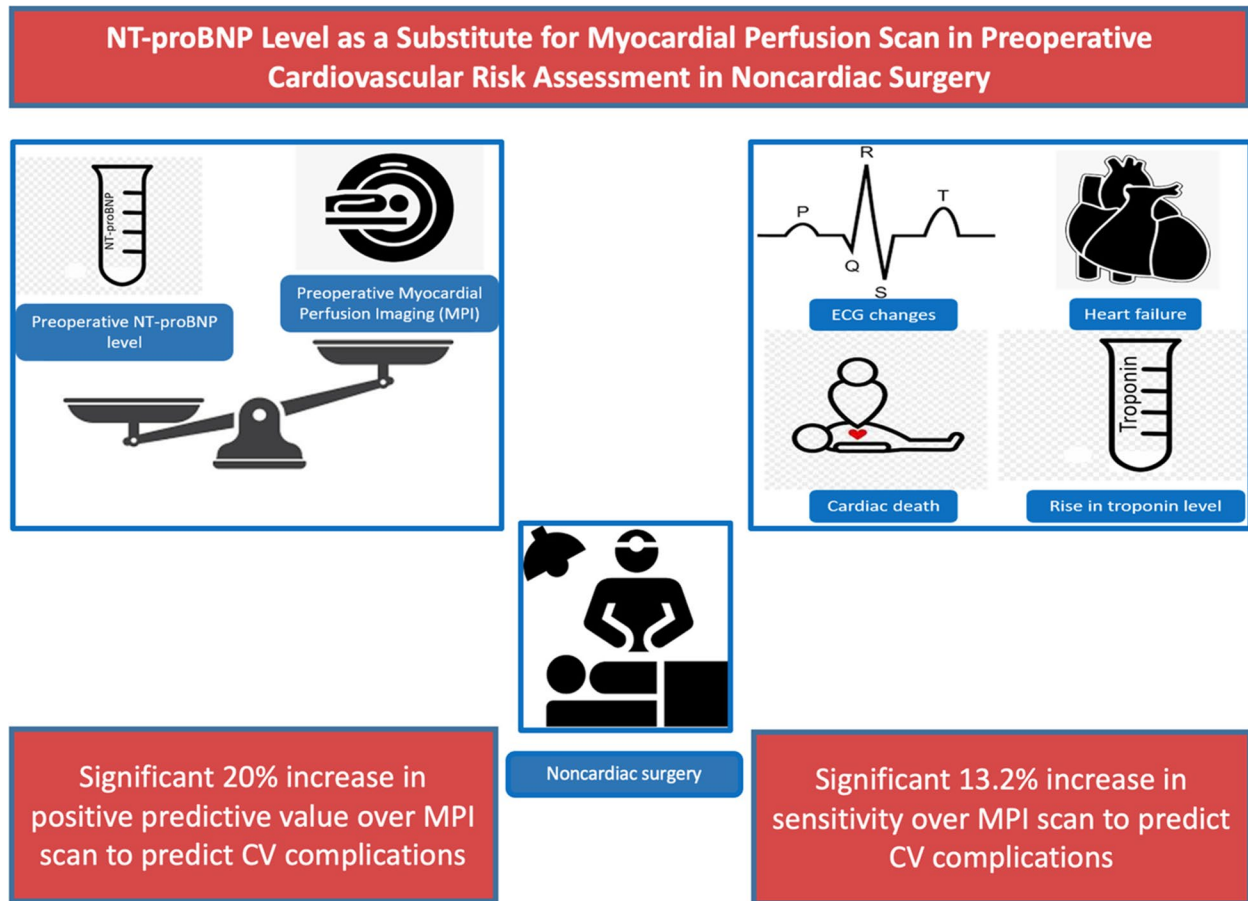 NT-proBNP Level as a Substitute for Myocardial Perfusion Scan in Preoperative
Cardiovascular Risk Assessment in Noncardiac Surgery
NT-proBNP
Preoperative NT-proBNP
level
Preoperative Myocardial
Perfusion Imaging (MPI)
P
R
Q
S
T
ECG changes
Heart failure
Cardiac death
Troponin
Rise in troponin level
Noncardiac surgery
Significant 20% increase in
positive predictive value over MPI
scan to predict CV complications
Significant 13.2% increase in
sensitivity over MPI scan to predict
CV complications